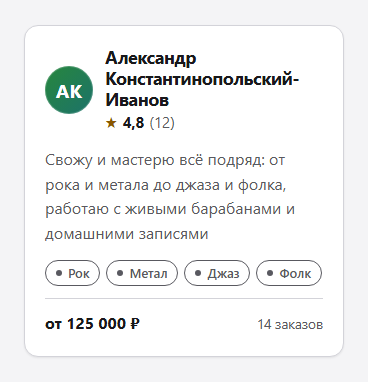 АК
Александр
Константинопольский-
Иванов
★ 4,8 (12)
Свожу и мастерю всё подряд: от
рока и метала до джаза и фолка,
работаю с живыми барабанами и
домашними записями
Рок
Метал
Джаз
Фолк
от 125 000 ₽
14 заказов